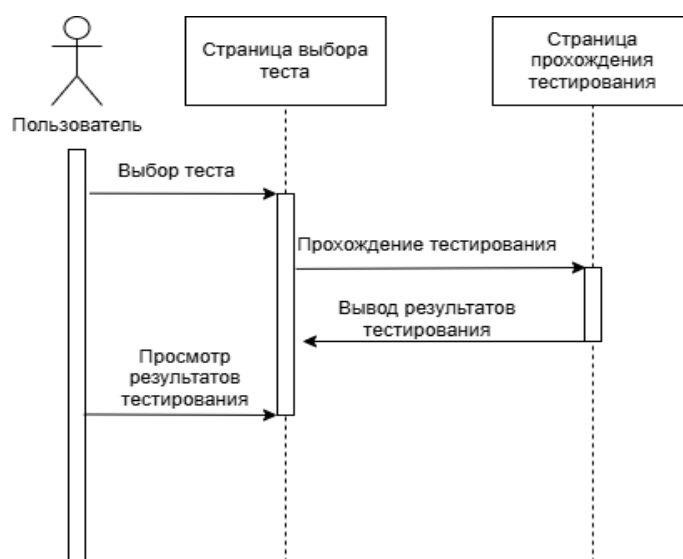 Страница выбора
теста
Страница
прохождения
тестирования
Пользователь
Выбор теста
Прохождение тестирования
Вывод результатов
тестирования
Просмотр
результатов
тестирования